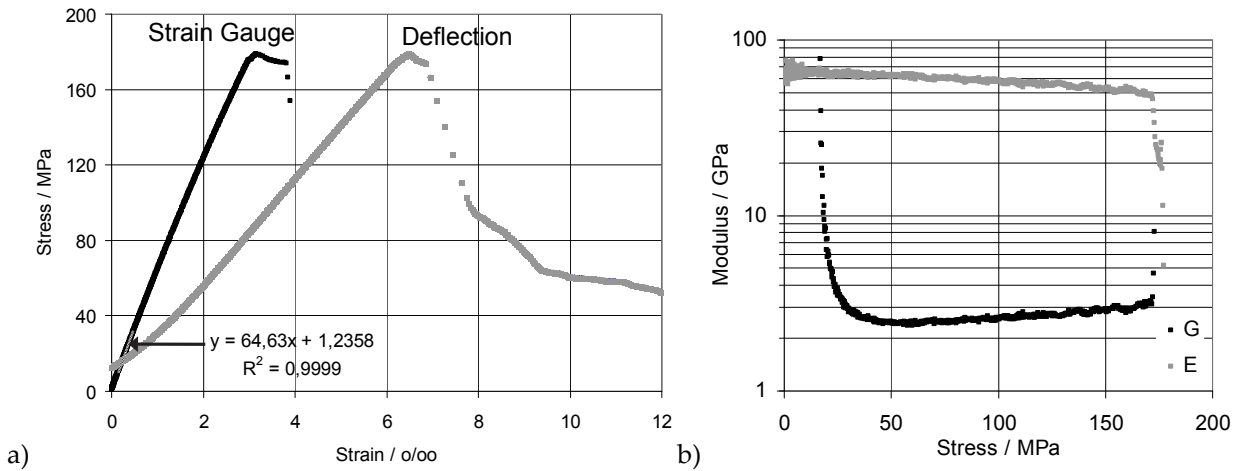 200
160
120
80
40
0
Stress / MPa
Strain Gauge
Deflection
y = 64,63x + 1,2358
R² = 0,9999
0 2 4 6 8 10 12
Strain / o/oo
a)
100
10
1
Modulus / GPa
G
E
0 50 100 150 200
Stress / MPa
b)